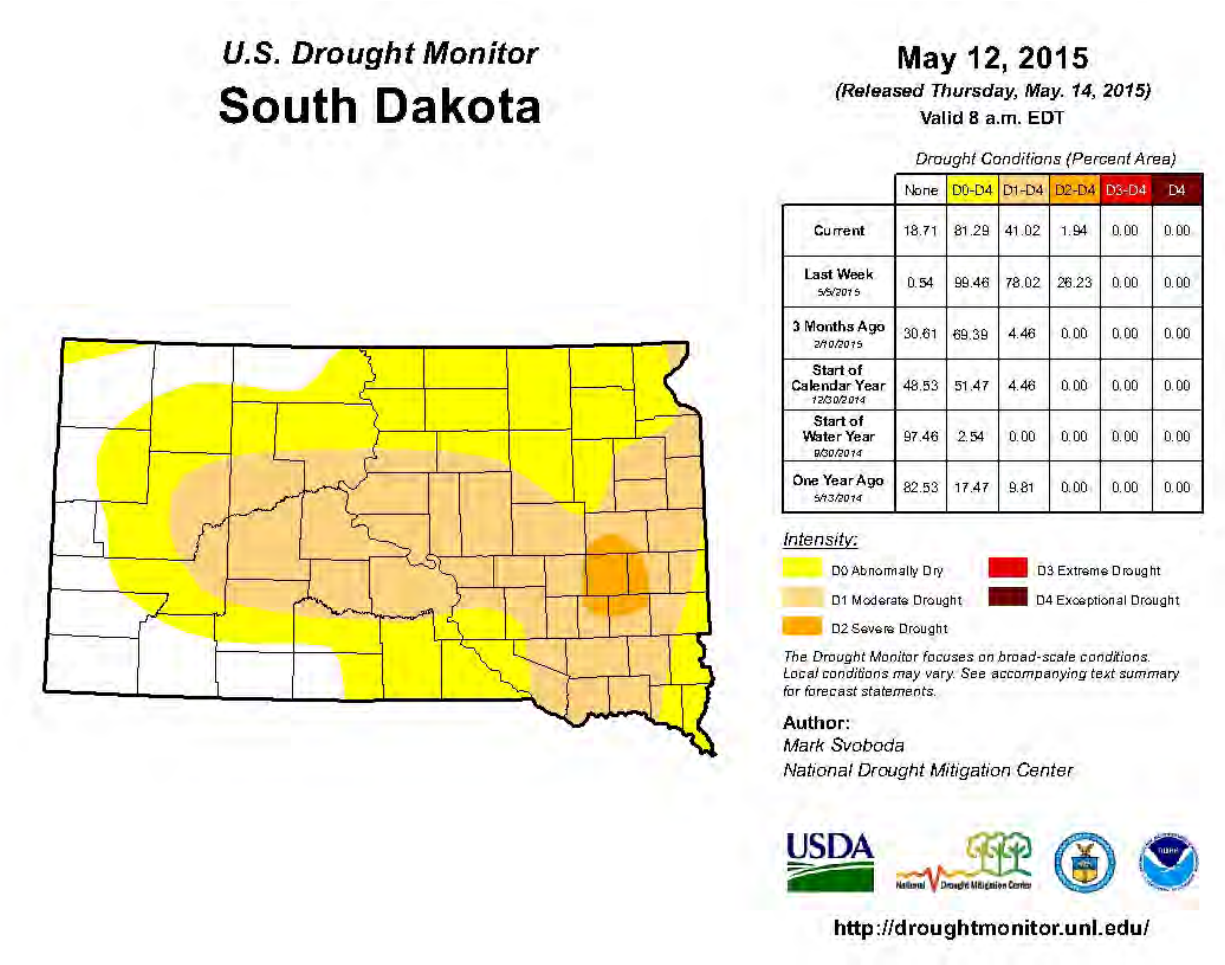 U.S. Drought Monitor
South Dakota
May 12, 2015
(Released Thursday, May. 14, 2015)
Valid 8 a.m. EDT
Drought Conditions (Percent Area)
None D0-D4 D1-D4 D2-D4 D3-D4 D4
Current 18.71 81.29 41.02 1.94 0.00 0.00
Last Week
5/5/2015 0.54 99.46 78.02 26.23 0.00 0.00
3 Months Ago
2/10/2015 30.61 69.39 4.46 0.00 0.00 0.00
Start of
Calendar Year 48.53 51.47 4.46 0.00 0.00 0.00
12/30/2014
Start of
Water Year 97.46 2.54 0.00 0.00 0.00 0.00
9/30/2014
One Year Ago
5/13/2014 82.53 17.47 9.81 0.00 0.00 0.00
Intensity:
D0 Abnormally Dry D3 Extreme Drought
D1 Moderate Drought D4 Exceptional Drought
D2 Severe Drought
The Drought Monitor focuses on broad-scale conditions.
Local conditions may vary. See accompanying text summary
for forecast statements.
Author:
Mark Svoboda
National Drought Mitigation Center
USDA
National Drought Mitigation Center
http://droughtmonitor.unl.edu/